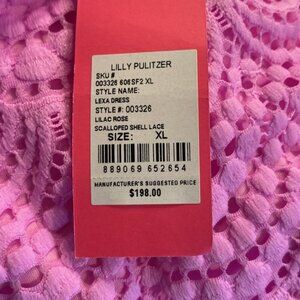 LILLY PULITZER
SKU #
003326 606SF2 XL
STYLE NAME:
LEXA DRESS
STYLE #: 003326
LILAC ROSE
SCALLOPED SHELL LACE
SIZE: XL
889069 652654
MANUFACTURER'S SUGGESTED PRICE
$198.00